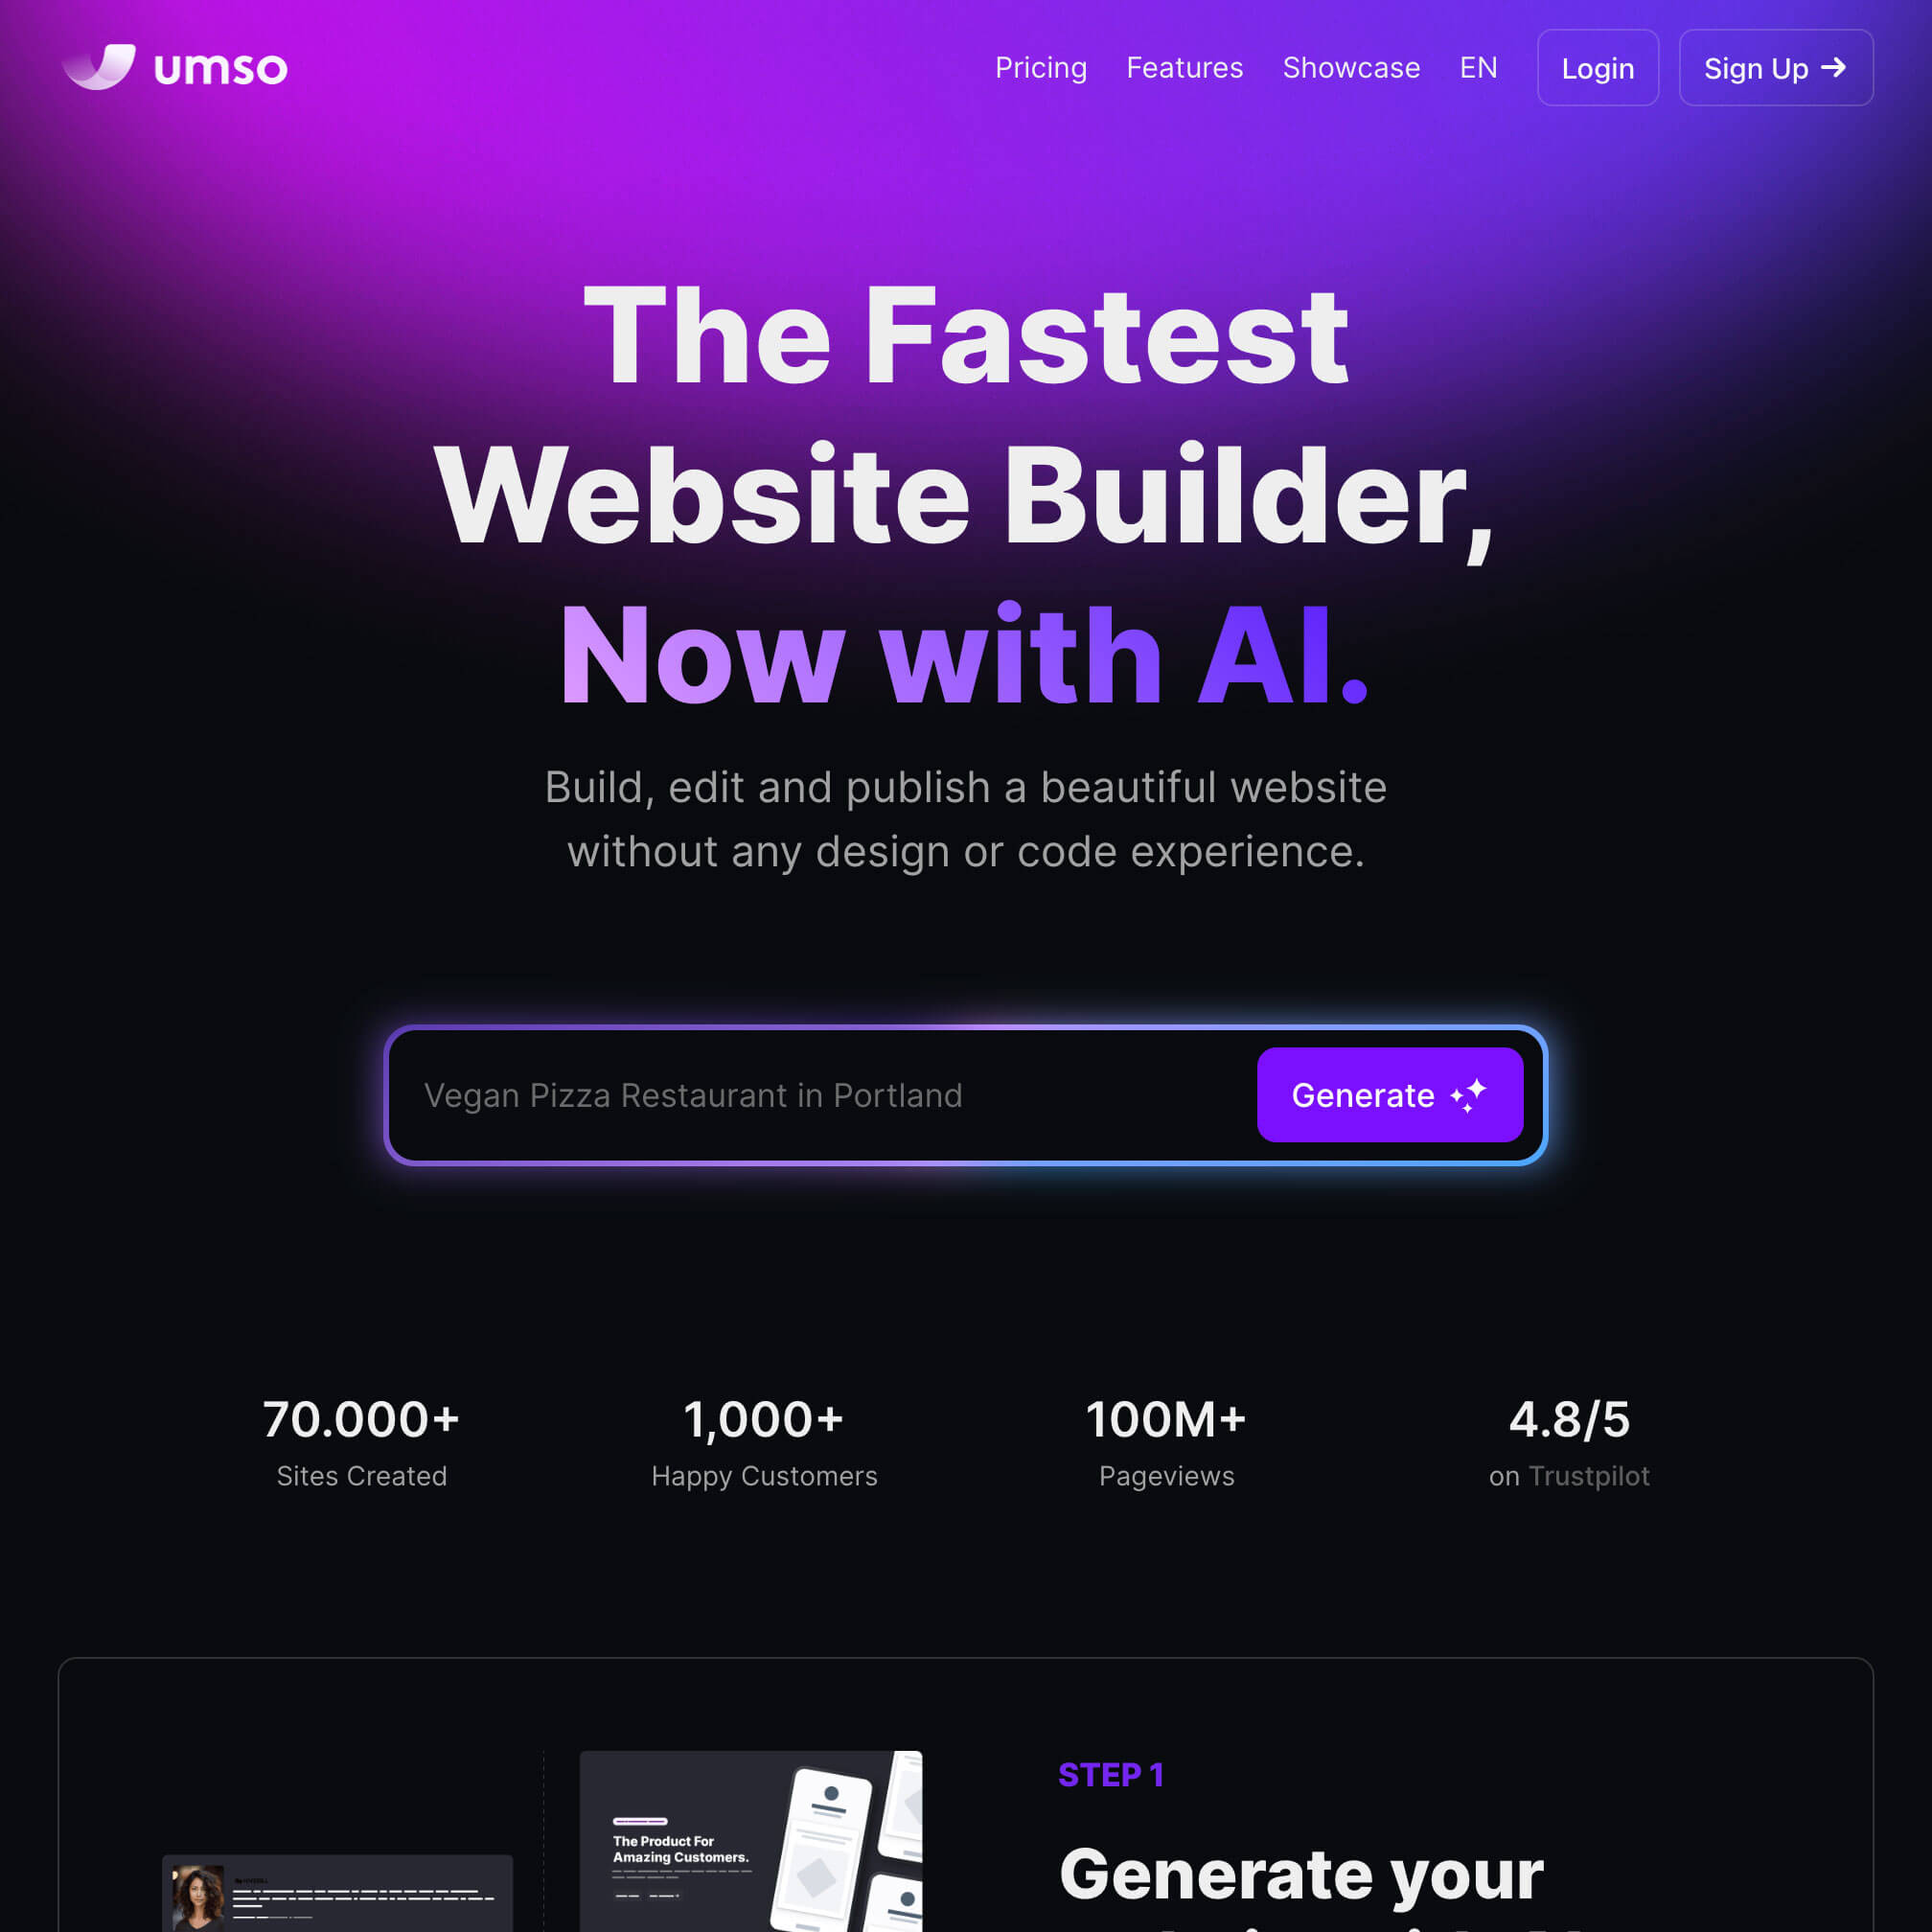 umso
Pricing Features Showcase EN Login Sign Up
The Fastest
Website Builder,
Now with AI.
Build, edit and publish a beautiful website
without any design or code experience.
Vegan Pizza Restaurant in Portland
Generate
70.000+ 1,000+ 100M+ 4.8/5
Sites Created Happy Customers Pageviews on Trustpilot
STEP 1
The Product For
Amazing Customers.
Generate your